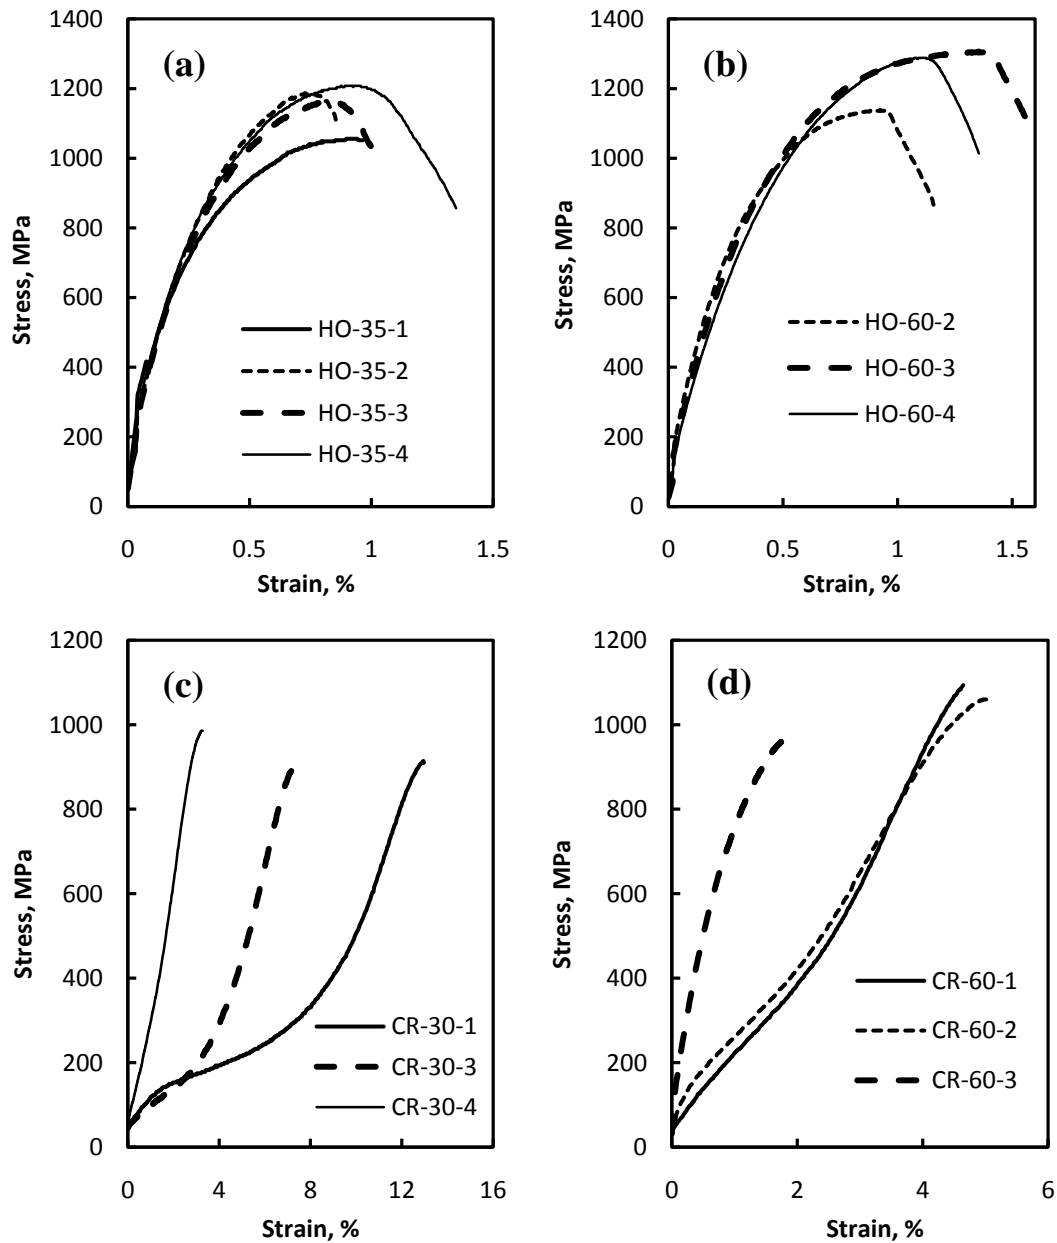 (a)
1400
1200
1000
800
600
400
200
0
Stress, MPa
HO-35-1
HO-35-2
HO-35-3
HO-35-4
0 0.5 1 1.5
Strain, %
(b)
1400
1200
1000
800
600
400
200
0
Stress, MPa
HO-60-2
HO-60-3
HO-60-4
0 0.5 1 1.5
Strain, %
(c)
1200
1000
800
600
400
200
0
Stress, MPa
CR-30-1
CR-30-3
CR-30-4
0 4 8 12 16
Strain, %
(d)
1200
1000
800
600
400
200
0
Stress, MPa
CR-60-1
CR-60-2
CR-60-3
0 2 4 6
Strain, %